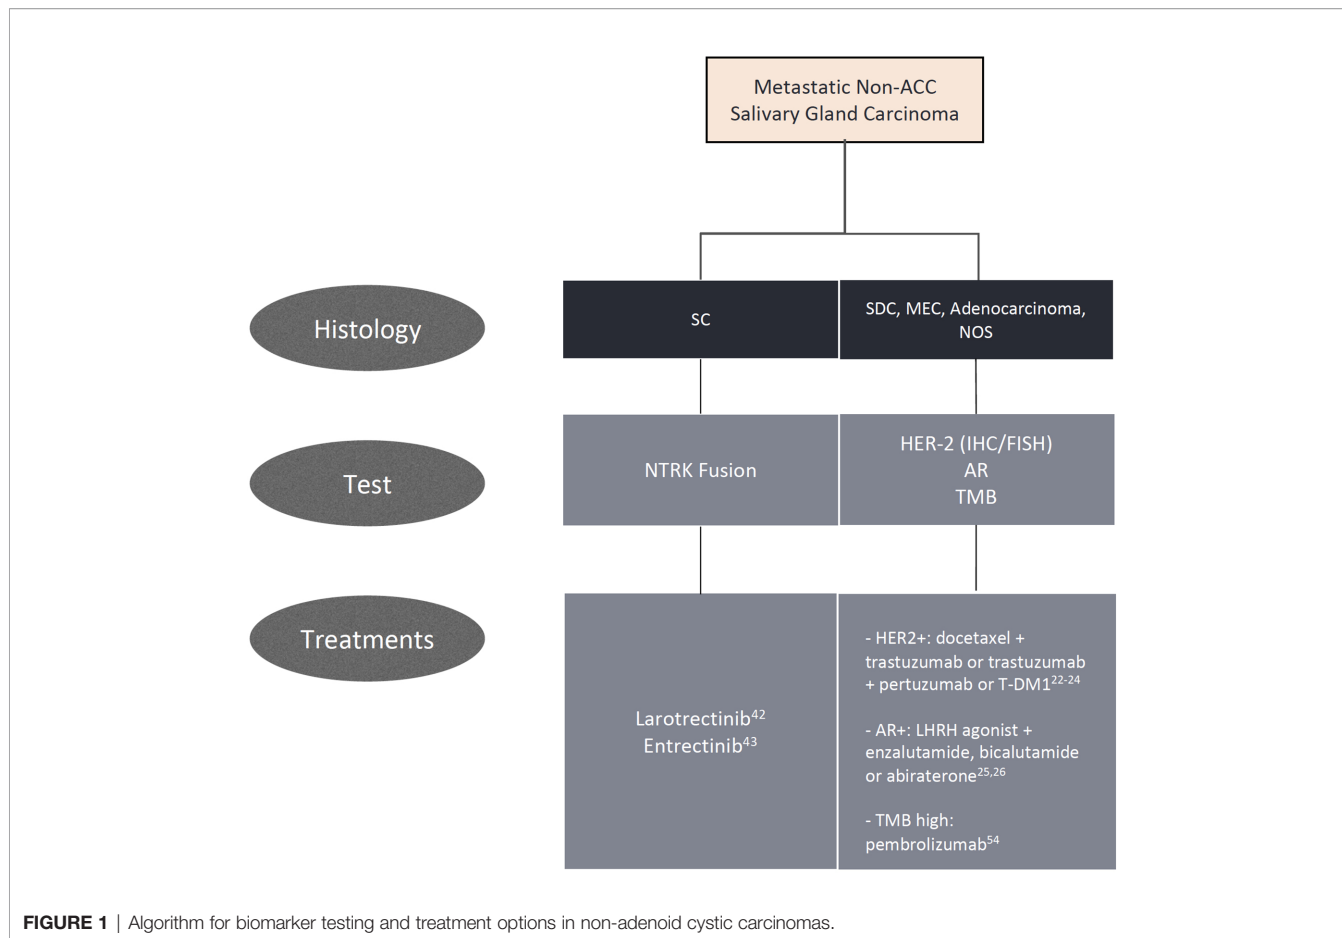 Metastatic Non-ACC
Salivary Gland Carcinoma
Histology
SC
SDC, MEC, Adenocarcinoma,
NOS
Test
NTRK Fusion
HER-2 (IHC/FISH)
AR
TMB
Treatments
Larotrectinib42
Entrectinib43
- HER2+: docetaxel +
trastuzumab or trastuzumab
+ pertuzumab or T-DM122-24
- AR+: LHRH agonist +
enzalutamide, bicalutamide
or abiraterone25,26
- TMB high:
pembrolizumab54
FIGURE 1 | Algorithm for biomarker testing and treatment options in non-adenoid cystic carcinomas.